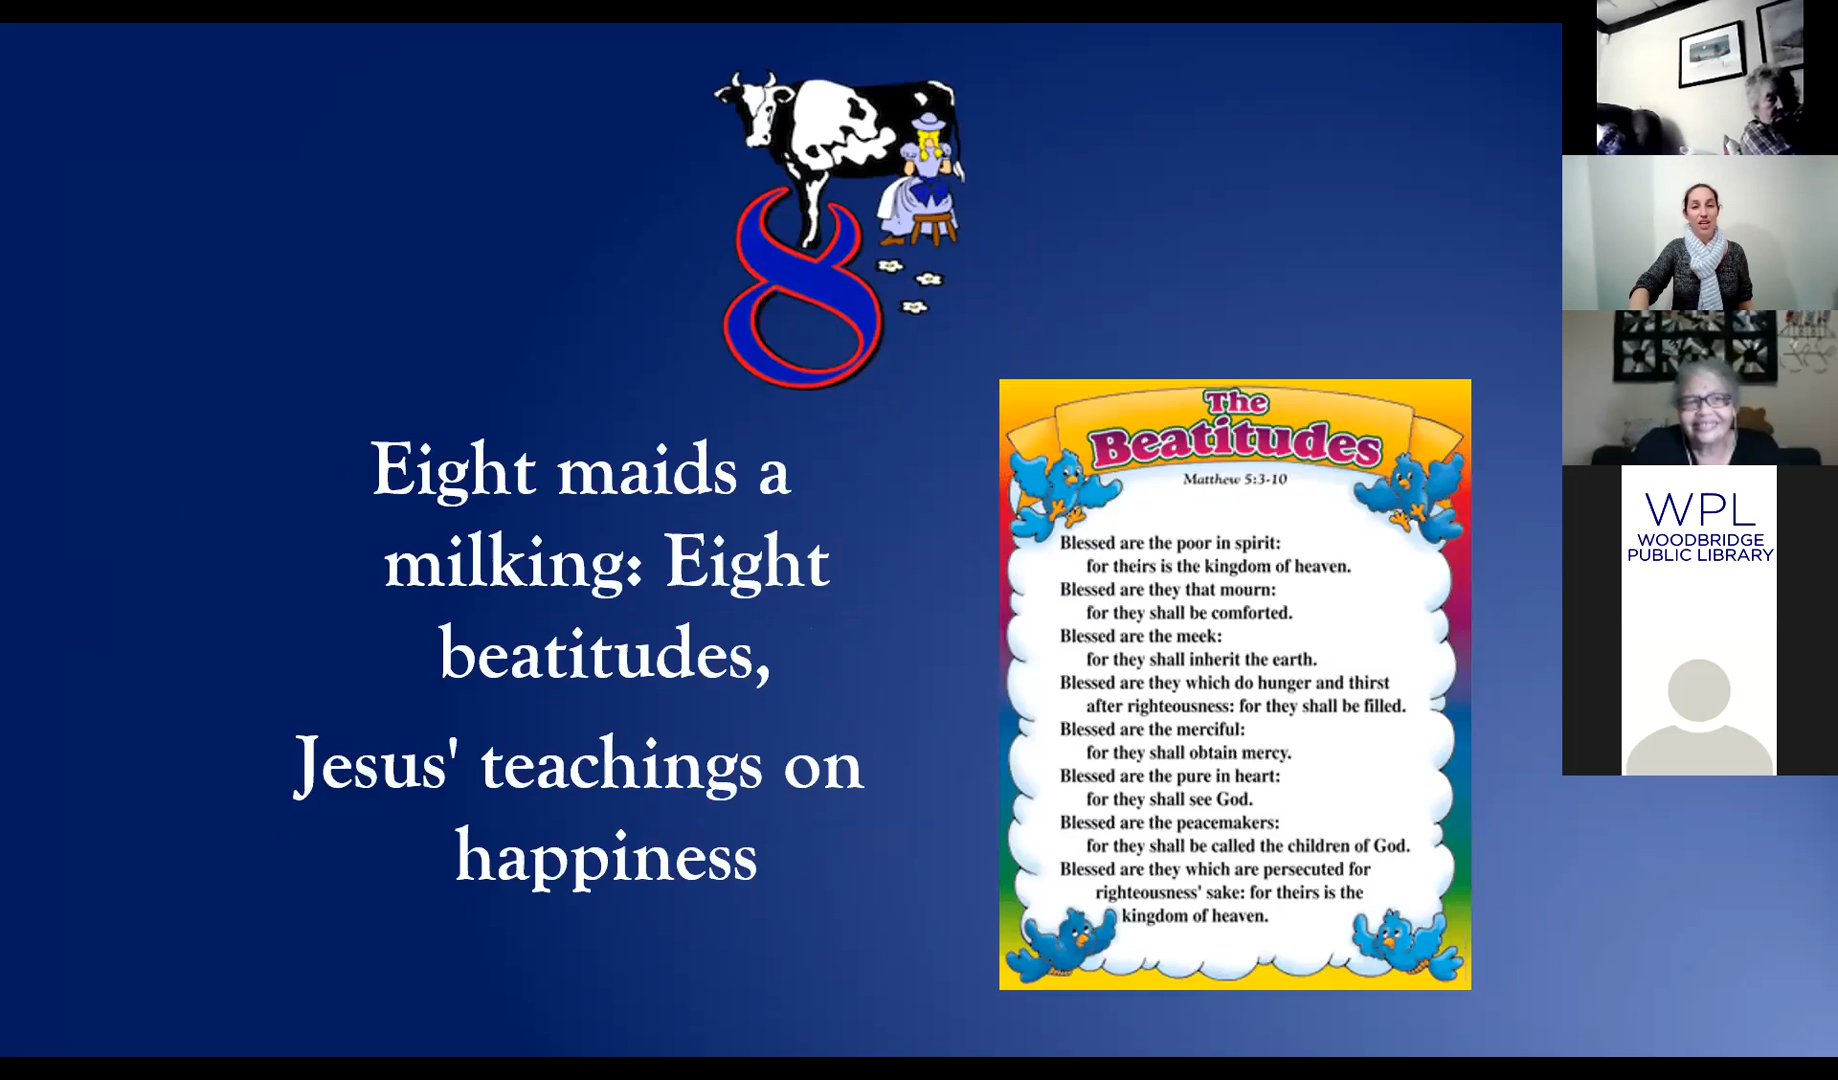 8
Eight maids a
milking: Eight
beatitudes,
Jesus' teachings on
happiness
The
Beatitudes
Matthew 5:3-10
Blessed are the poor in spirit:
for theirs is the kingdom of heaven.
Blessed are they that mourn:
for they shall be comforted.
Blessed are the meek:
for they shall inherit the earth.
Blessed are they which do hunger and thirst
after righteousness: for they shall be filled.
Blessed are the merciful:
for they shall obtain mercy.
Blessed are the pure in heart:
for they shall see God.
Blessed are the peacemakers:
for they shall be called the children of God.
Blessed are they which are persecuted for
righteousness' sake: for theirs is the
kingdom of heaven.
WPL
WOODBRIDGE
PUBLIC LIBRARY